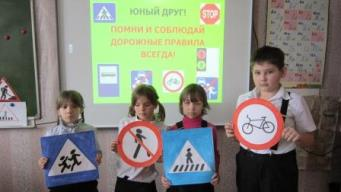 ЮНЫЙ ДРУГ!
STOP
ПОМНИ И СОБЛЮДАЙ
ДОРОЖНЫЕ ПРАВИЛА
ВСЕГДА!